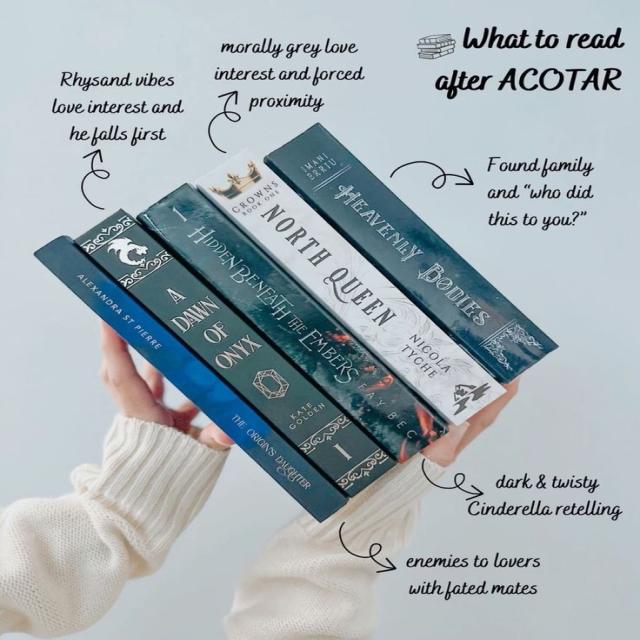 What to read
after ACOTAR
morally grey love
interest and forced
proximity
Rhysand vibes
love interest and
he falls first
Found family
and "who did
this to you?"
IMANI
ERRIU
HEAVENLY BODIES
CROWNS
BOOK ONE
NORTH QUEEN
NICOLA
TYCHE
1
HIDDEN BENEATH THE EMBERS
A
DAWN
OF
ONYX
KATE
GOLDEN
1
ALEXANDRA ST PIERRE
THE ORIGINS DAUGHTER
dark & twisty
Cinderella retelling
enemies to lovers
with fated mates